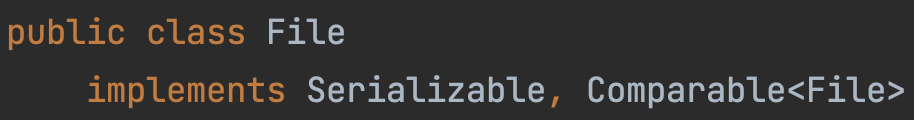 public class File
    implements Serializable, Comparable<File>